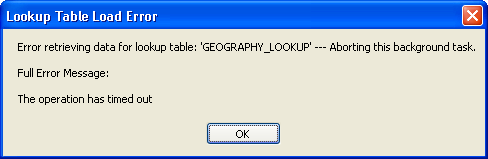 Lookup Table Load Error
Error retrieving data for lookup table: 'GEOGRAPHY_LOOKUP' --- Aborting this background task.
Full Error Message:
The operation has timed out
OK